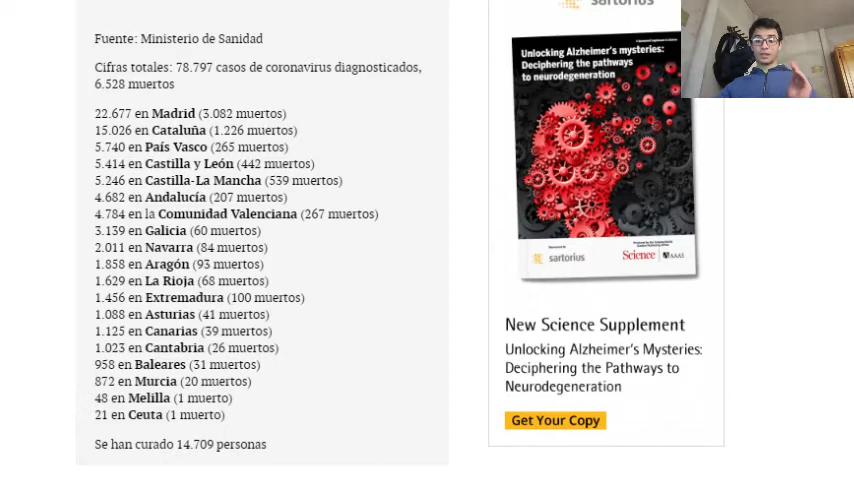 Fuente: Ministerio de Sanidad
Cifras totales: 78.797 casos de coronavirus diagnosticados,
6.528 muertos
22.677 en Madrid (3.082 muertos)
15.026 en Cataluña (1.226 muertos)
5.740 en País Vasco (265 muertos)
5.414 en Castilla y León (442 muertos)
5.246 en Castilla-La Mancha (539 muertos)
4.682 en Andalucía (207 muertos)
4.784 en la Comunidad Valenciana (267 muertos)
3.139 en Galicia (60 muertos)
2.011 en Navarra (84 muertos)
1.858 en Aragón (93 muertos)
1.629 en La Rioja (68 muertos)
1.456 en Extremadura (100 muertos)
1.088 en Asturias (41 muertos)
1.125 en Canarias (39 muertos)
1.023 en Cantabria (26 muertos)
958 en Baleares (31 muertos)
872 en Murcia (20 muertos)
48 en Melilla (1 muerto)
21 en Ceuta (1 muerto)
Se han curado 14.709 personas
sartorius
Unlocking Alzheimer's mysteries:
Deciphering the pathways
to neurodegeneration
sartorius
Science
AAAS
New Science Supplement
Unlocking Alzheimer's Mysteries:
Deciphering the Pathways to
Neurodegeneration
Get Your Copy